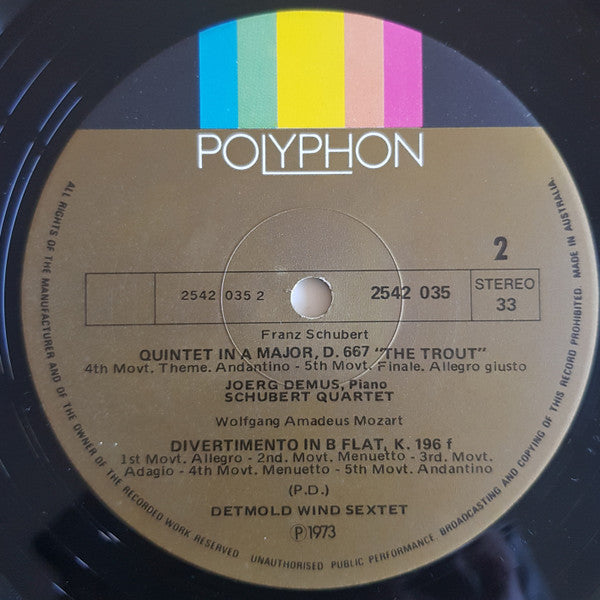 POLYPHON
2
2542 035 2
2542 035
STEREO
33
Franz Schubert
QUINTET IN A MAJOR, D. 667 "THE TROUT"
4th Movt. Theme. Andantino - 5th Movt. Finale. Allegro giusto
JOERG DEMUS, Piano
SCHUBERT QUARTET
Wolfgang Amadeus Mozart
DIVERTIMENTO IN B FLAT, K. 196 f
1st Movt. Allegro - 2nd. Movt. Menuetto - 3rd. Movt.
Adagio - 4th Movt. Menuetto - 5th Movt. Andantino
(P.D.)
DETMOLD WIND SEXTET
Ⓟ1973
ALL RIGHTS OF THE MANUFACTURER AND OF THE OWNER OF THE RECORDED WORK RESERVED. UNAUTHORISED PUBLIC PERFORMANCE, BROADCASTING AND COPYING OF THIS RECORD PROHIBITED. MADE IN AUSTRALIA.